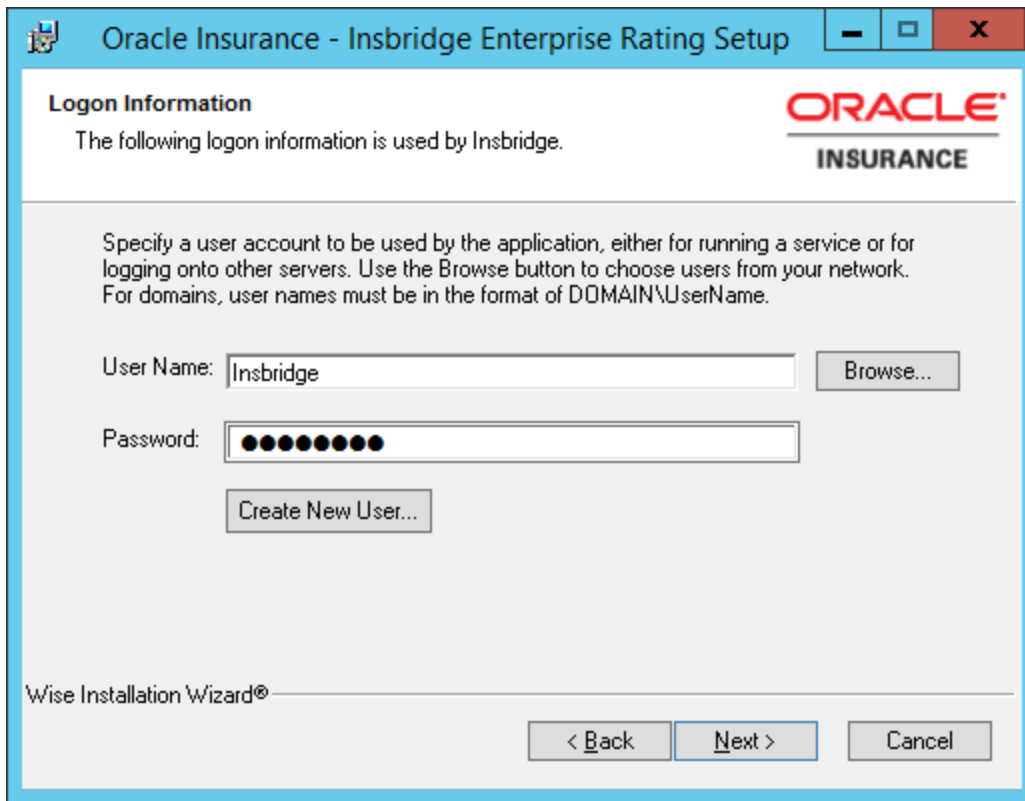 Oracle Insurance - Insbridge Enterprise Rating Setup
Logon Information
The following logon information is used by Insbridge.
ORACLE
INSURANCE
Specify a user account to be used by the application, either for running a service or for
logging onto other servers. Use the Browse button to choose users from your network.
For domains, user names must be in the format of DOMAIN\UserName.
User Name: Insbridge Browse...
Password: ●●●●●●●●
Create New User...
Wise Installation Wizard®
< Back Next > Cancel